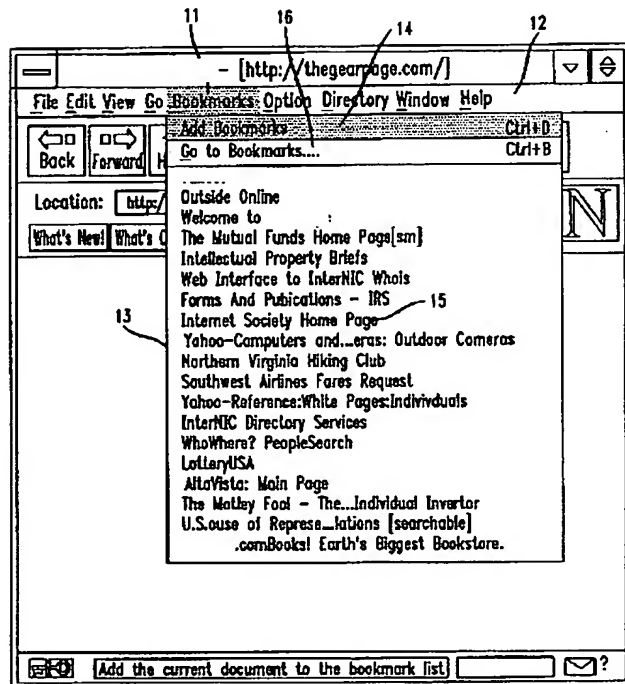 16
11
14
12
- [http://thegearpage.com/]
File Edit View Go Bookmarks Option Directory Window Help
Add Bookmarks Ctrl+D
Go to Bookmarks.... Ctrl+B
Back Forward H
Location: http:/
What's New! What's C
N
Outside Online
Welcome to :
The Mutual Funds Home Page[sm]
Intellectual Property Briefs
Web Interface to InterNIC Whois
Forms And Pubications - IRS
Internet Society Home Page
15
13
Yahoo-Computers and...eras: Outdoor Comeras
Northern Virginia Hiking Club
Southwest Airlines Fares Request
Yahoo-Reference:White Pages:Indivivduals
InterNIC Directory Services
WhoWhere? PeopleSearch
LotteryUSA
AltaVista: Main Page
The Motley Fool - The...Individual Invertor
U.S.ouse of Represe...lations [searchable]
.comBooks! Earth's Biggest Bookstore.
Add the current document to the bookmark list
?